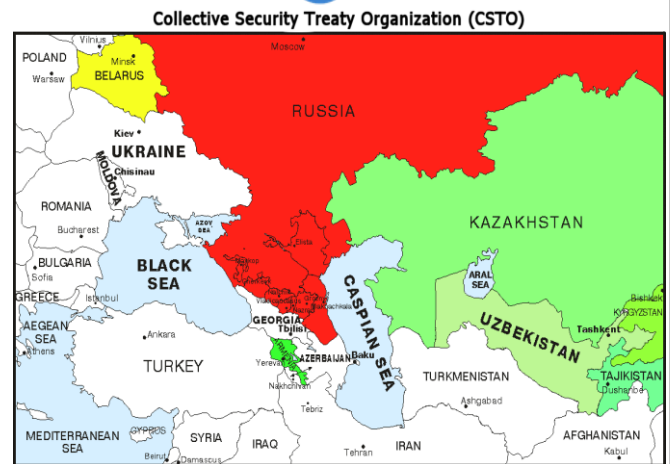 Collective Security Treaty Organization (CSTO)
Vilnius
Moscow
POLAND
Minsk
Warsaw
BELARUS
RUSSIA
Kiev
UKRAINE
MOLDOVA
Chisinau
ROMANIA
AZOV
SEA
KAZAKHSTAN
Elista
Bucharest
BULGARIA
Sofia
BLACK
SEA
CASPIAN SEA
ARAL
SEA
GREECE
Istanbul
GEORGIA
Tbilisi
Makhachkala
Bishkek
KYRGYZSTAN
UZBEKISTAN
Tashkent
AEGEAN
SEA
Athens
Ankara
TURKEY
Yerevan
AZERBAIJAN
Baku
Nakhchivan
TURKMENISTAN
TAJIKISTAN
Dushanbe
Tebriz
Ashgabad
MEDITERRANEAN
SEA
CYPRUS
SYRIA
IRAQ
IRAN
AFGHANISTAN
Beirut
Damascus
Tehran
Kabul